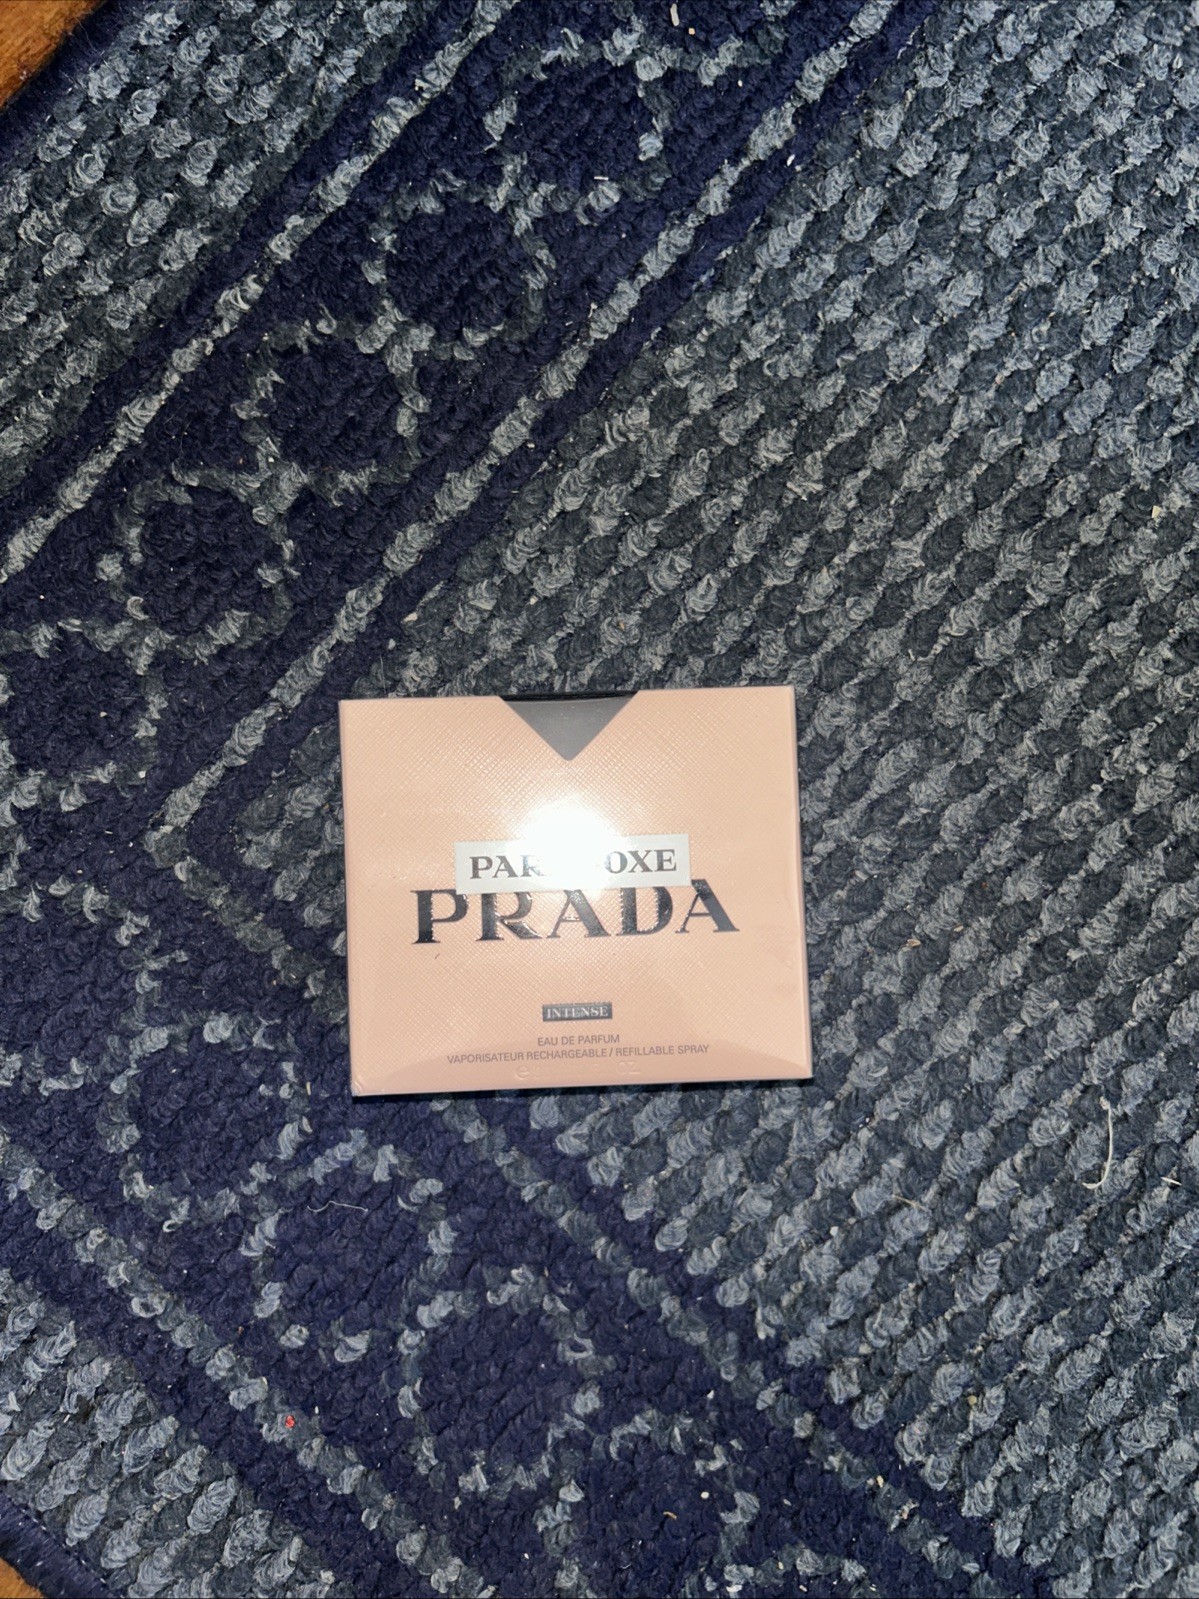 PRADA
INTENSE
EAU DE PARFUM
VAPORISATEUR RECHARGEABLE / REFILLABLE SPRAY